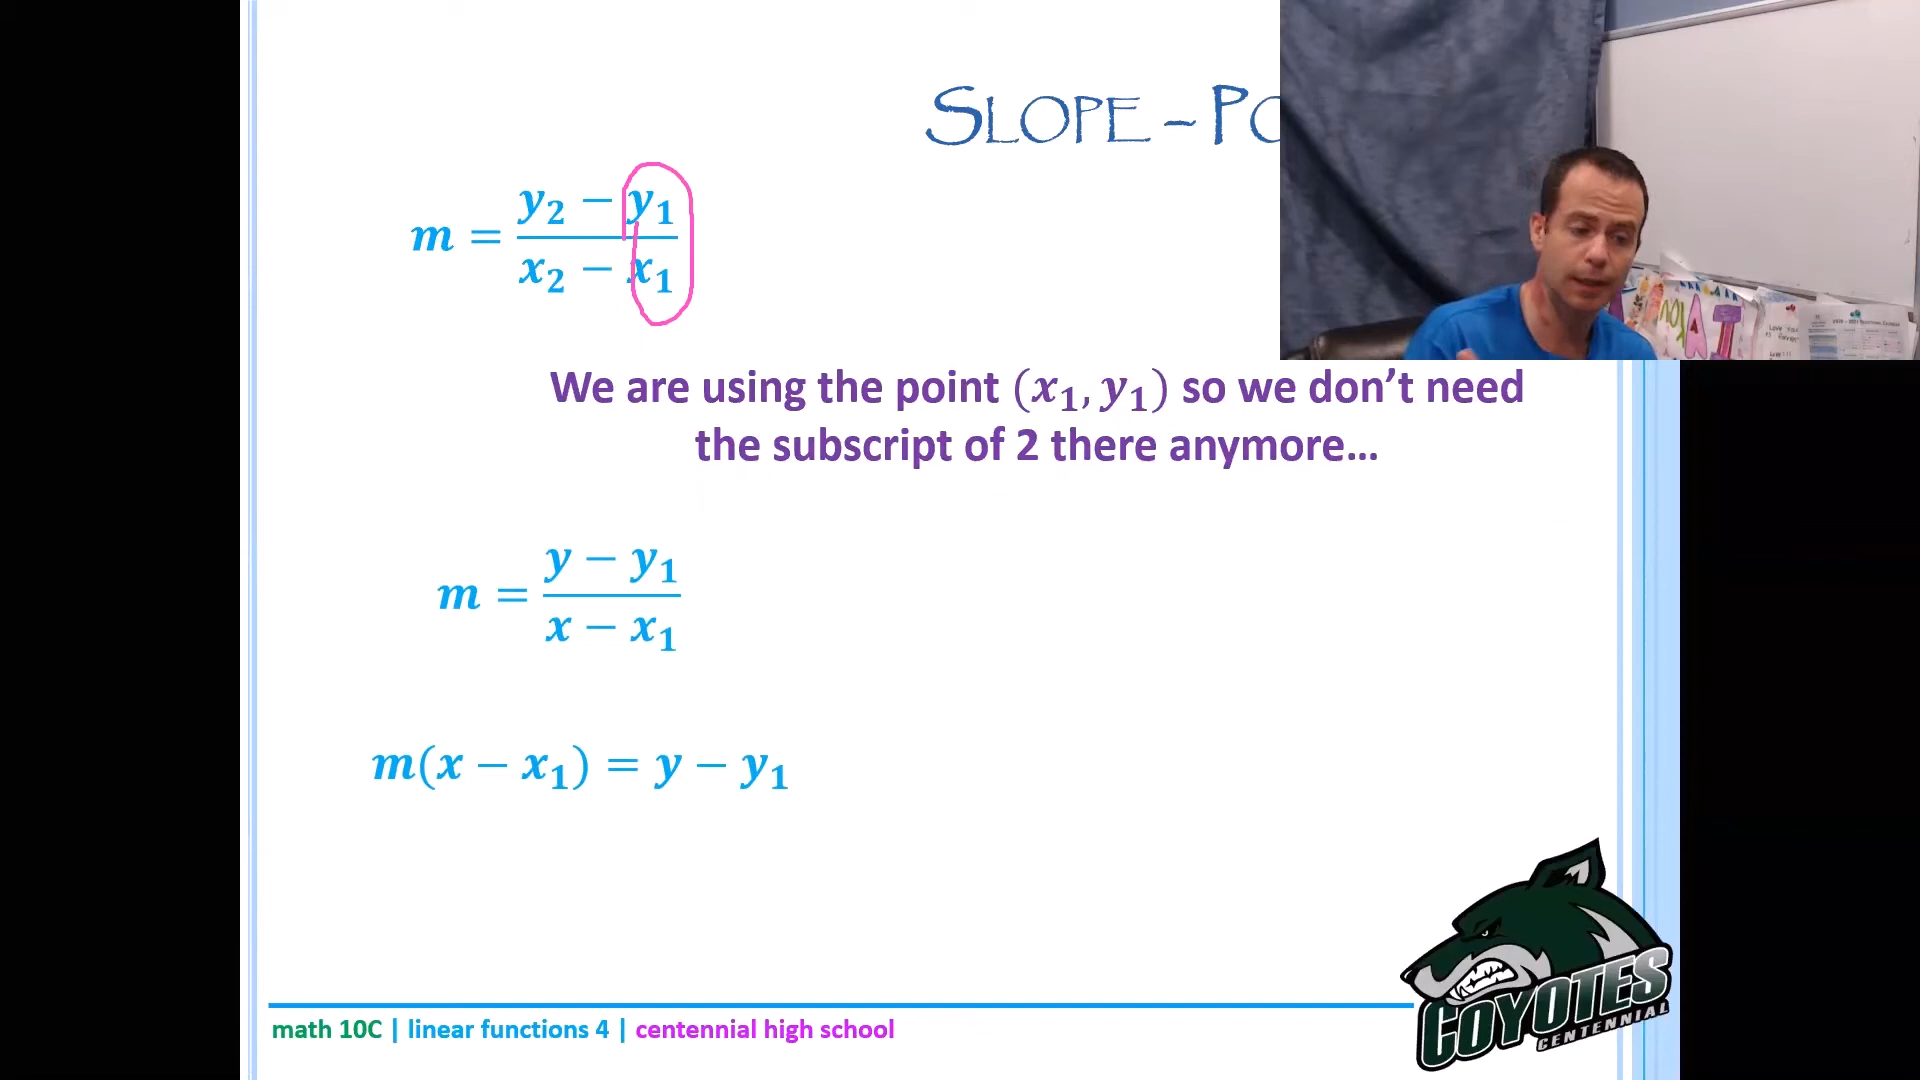 SLOPE – PO
m = y₂ − y₁ / x₂ − x₁
We are using the point (x₁, y₁) so we don’t need
the subscript of 2 there anymore...
m = y − y₁ / x − x₁
m(x − x₁) = y − y₁
math 10C | linear functions 4 | centennial high school
COYOTES
CENTENNIAL